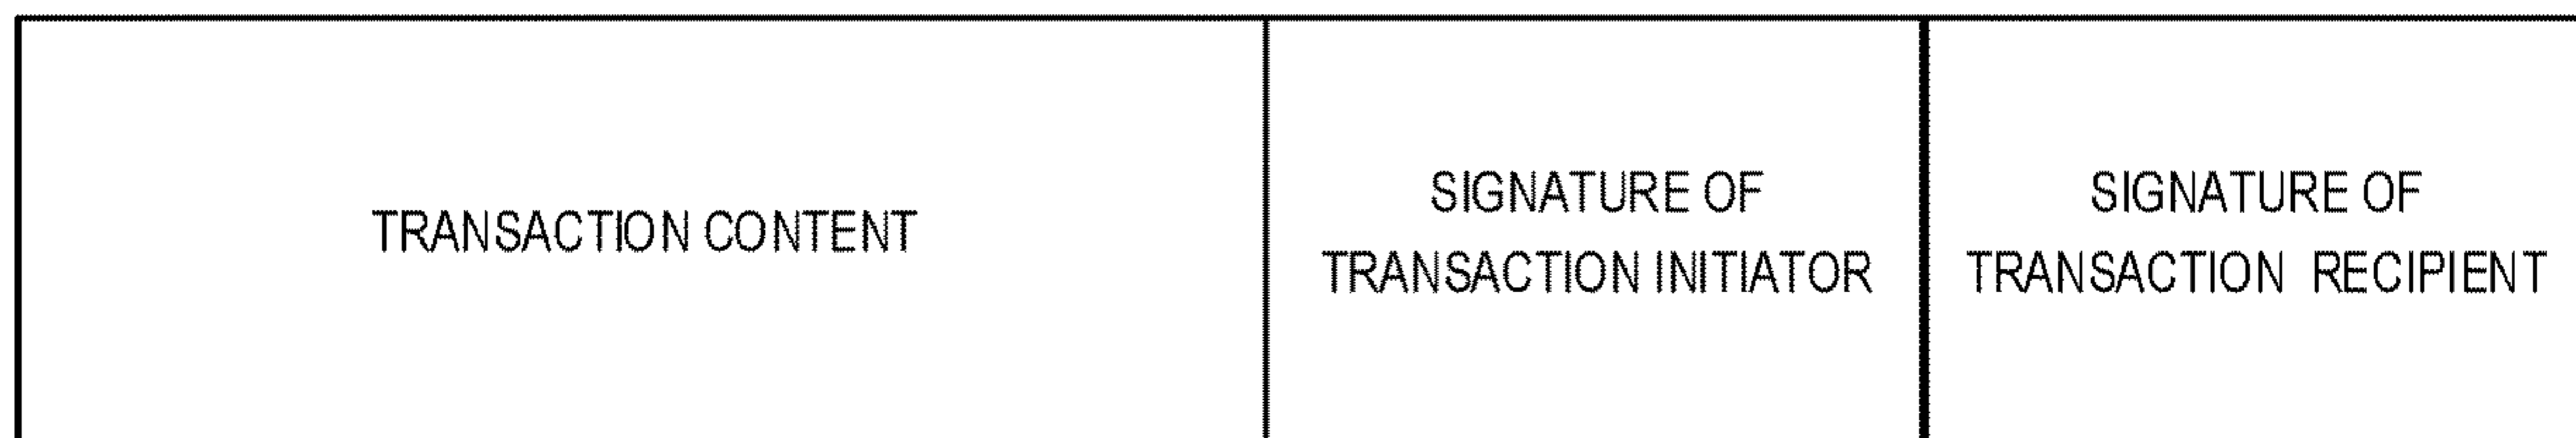 TRANSACTION CONTENT
SIGNATURE OF
TRANSACTION INITIATOR
SIGNATURE OF
TRANSACTION RECIPIENT